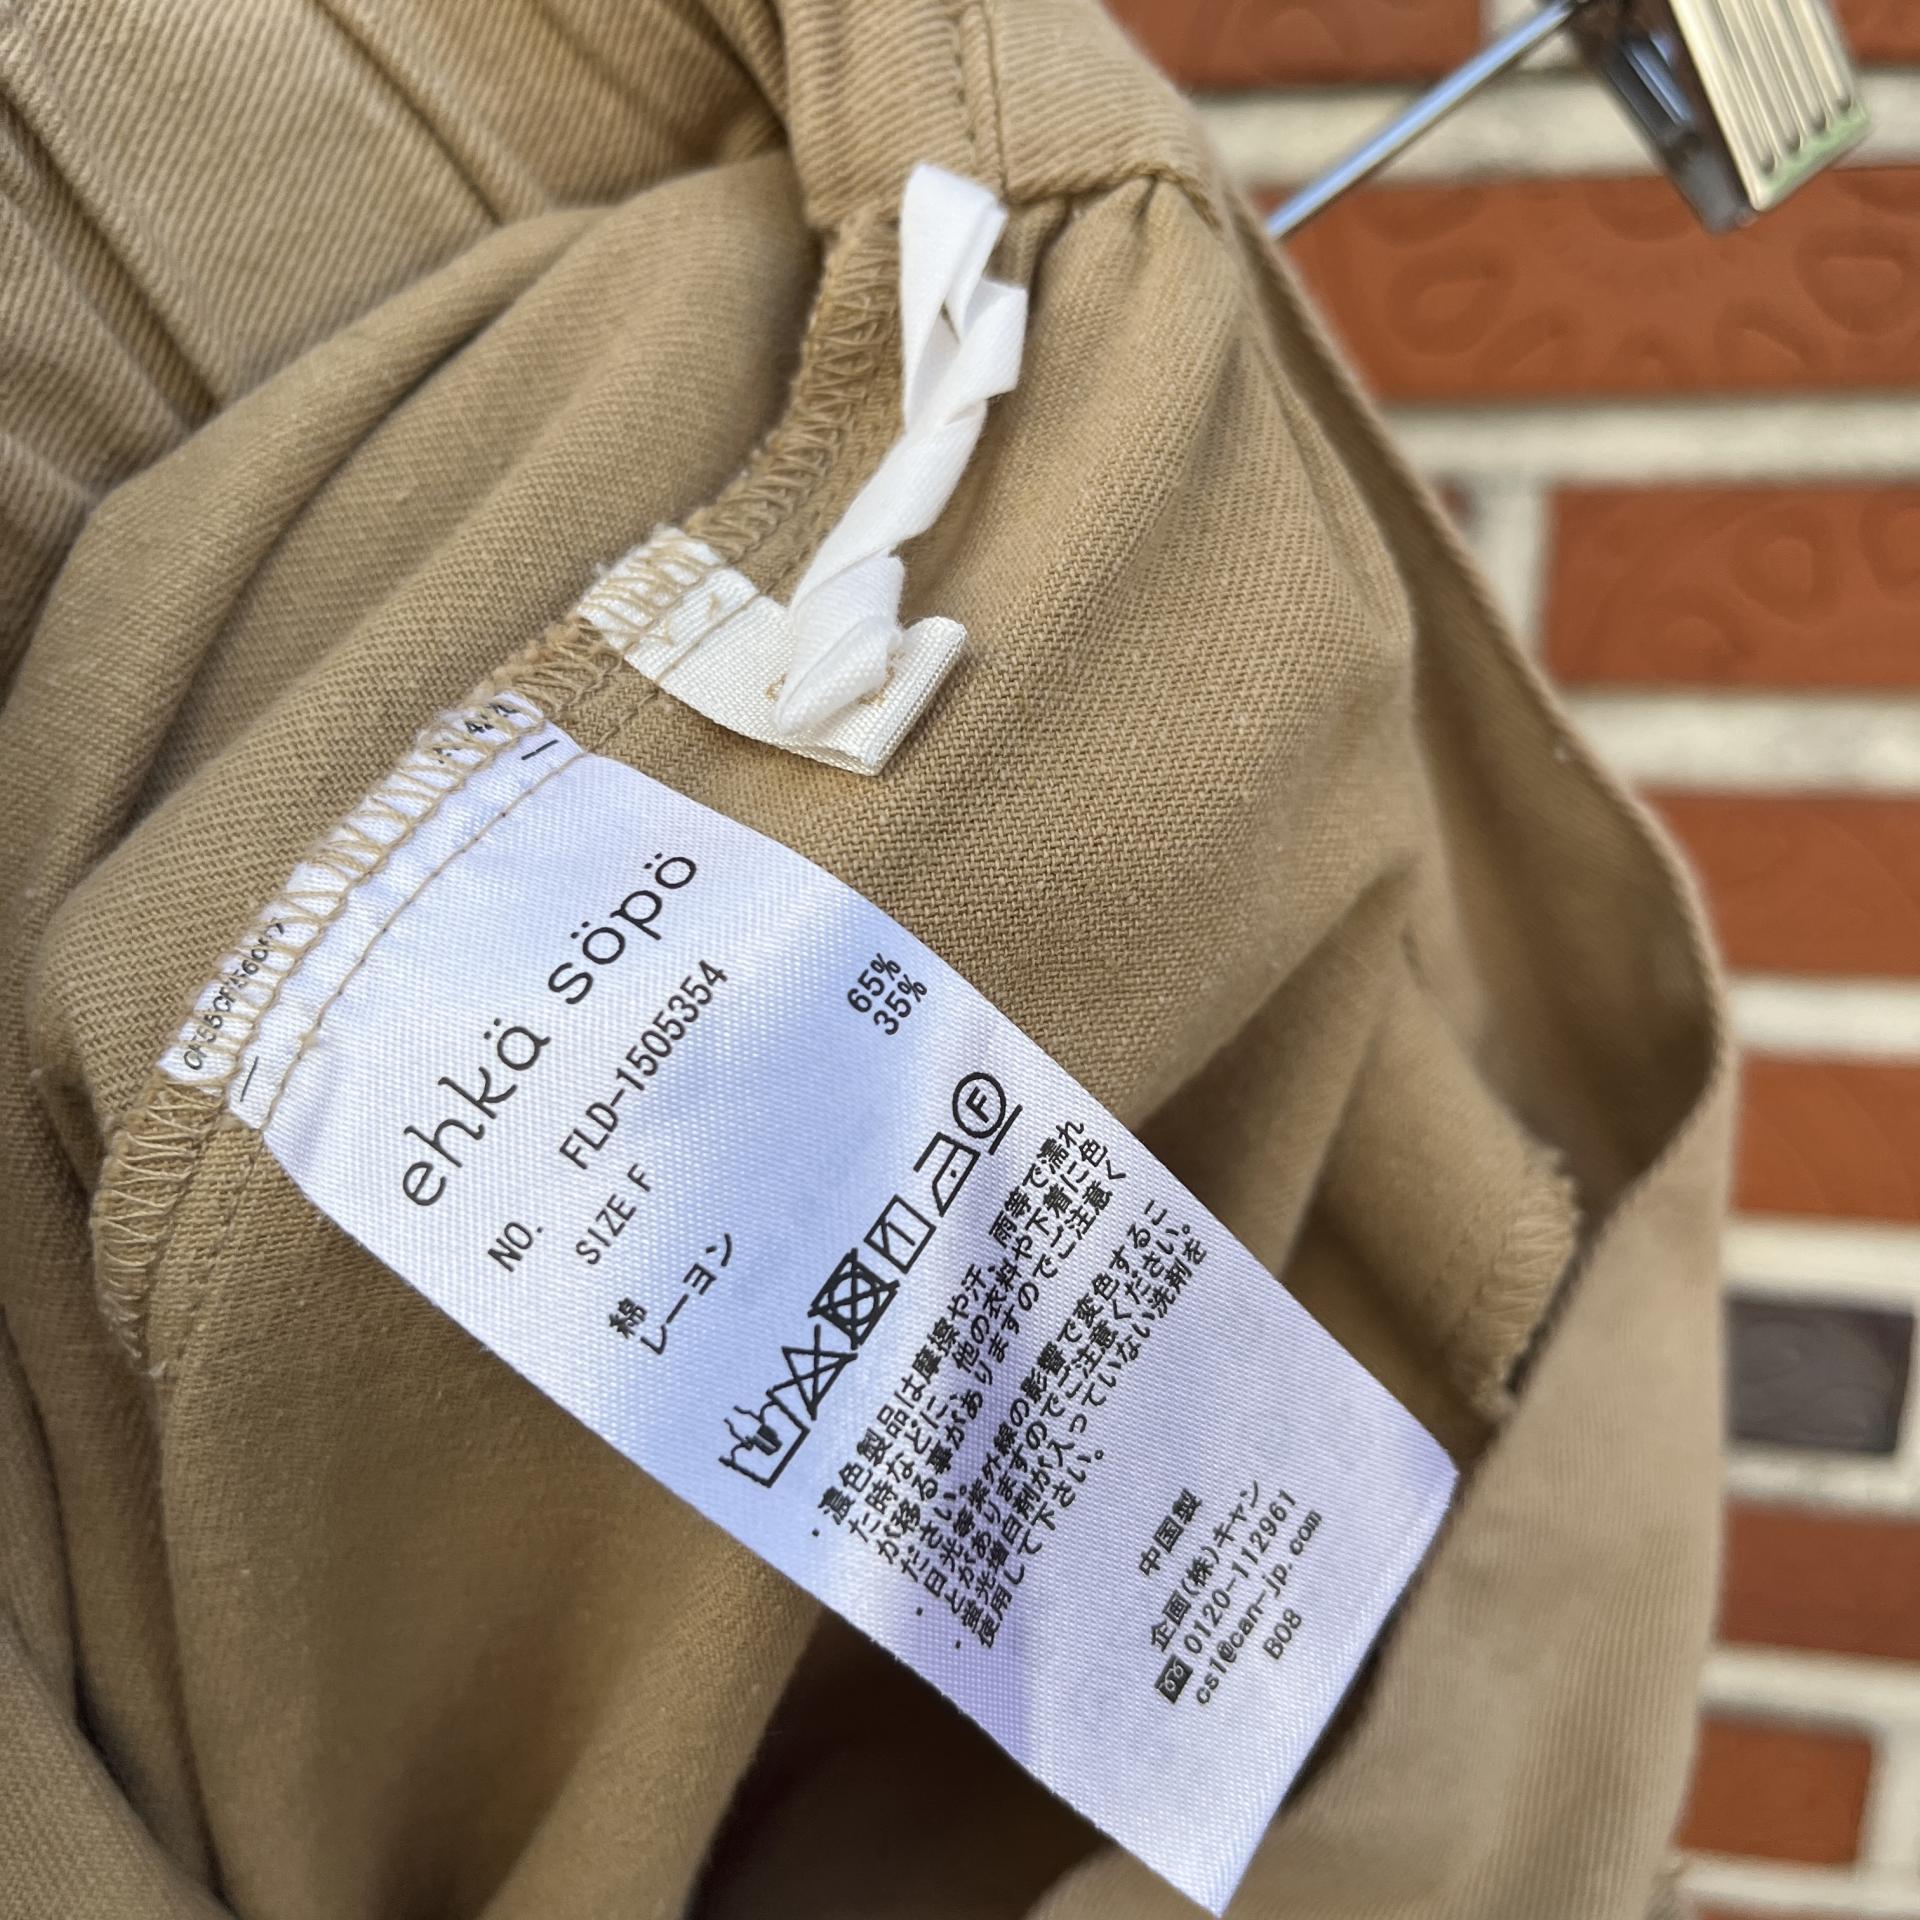 ehkä söpö
NO. FLD-1505354
SIZE F
綿 65%
レーヨン 35%
F
・濃色製品は摩擦や汗、雨等で濡れ
た時などに、他の衣料や下着に色
が移る事がありますのでご注意く
ださい。
・日光等紫外線の影響で変色するこ
とがありますのでご注意ください。
・蛍光増白剤が入っていない洗剤を
使用して下さい。
中国製
企画(株)キャン
0120-112961
cs1@can-jp.com
B08